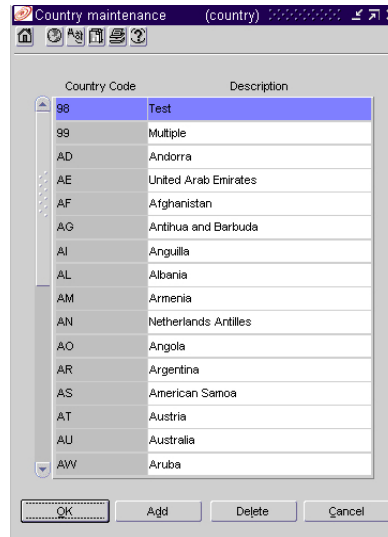 Country maintenance (country)
Country Code Description
98 Test
99 Multiple
AD Andorra
AE United Arab Emirates
AF Afghanistan
AG Antihua and Barbuda
AI Anguilla
AL Albania
AM Armenia
AN Netherlands Antilles
AO Angola
AR Argentina
AS American Samoa
AT Austria
AU Australia
AW Aruba
OK Add Delete Cancel